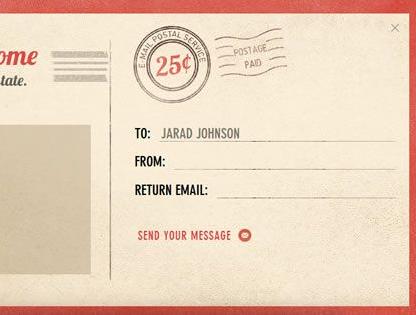 ome
tate.
E-MAIL POSTAL SERVICE
25¢
POSTAGE
PAID
TO: JARAD JOHNSON
FROM:
RETURN EMAIL:
SEND YOUR MESSAGE